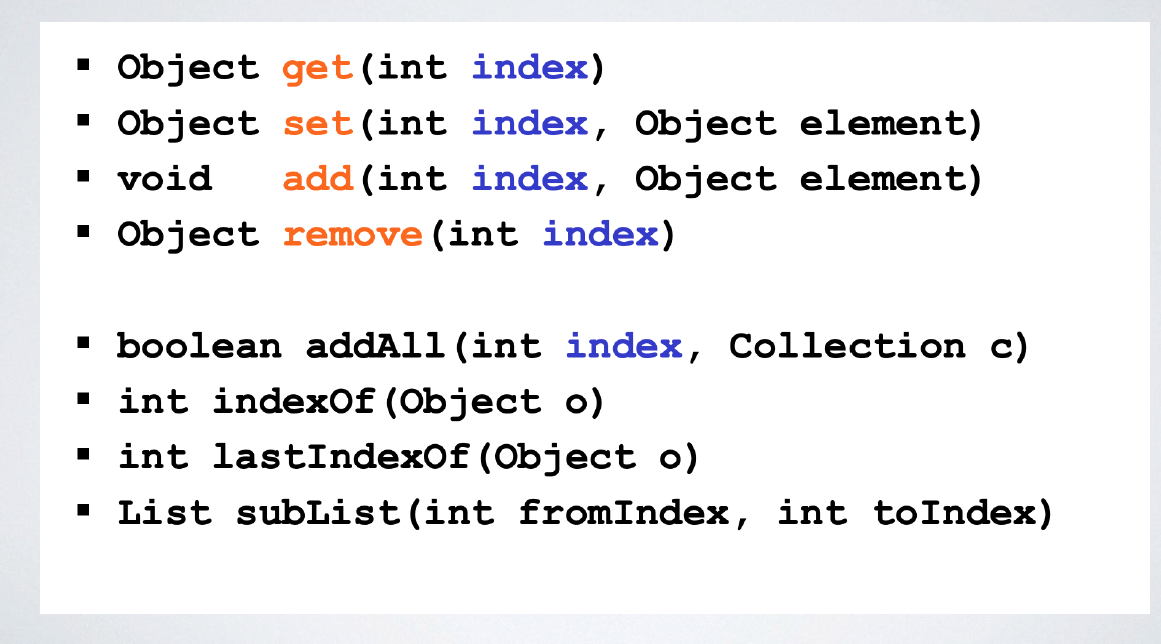 ▪ Object get(int index)
▪ Object set(int index, Object element)
▪ void add(int index, Object element)
▪ Object remove(int index)
▪ boolean addAll(int index, Collection c)
▪ int indexOf(Object o)
▪ int lastIndexOf(Object o)
▪ List subList(int fromIndex, int toIndex)